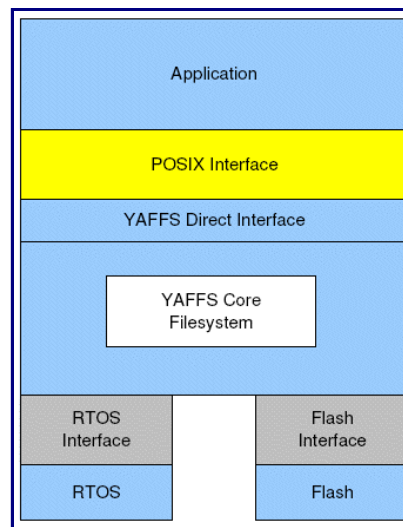 Application
POSIX Interface
YAFFS Direct Interface
YAFFS Core
Filesystem
RTOS
Interface
Flash
Interface
RTOS
Flash